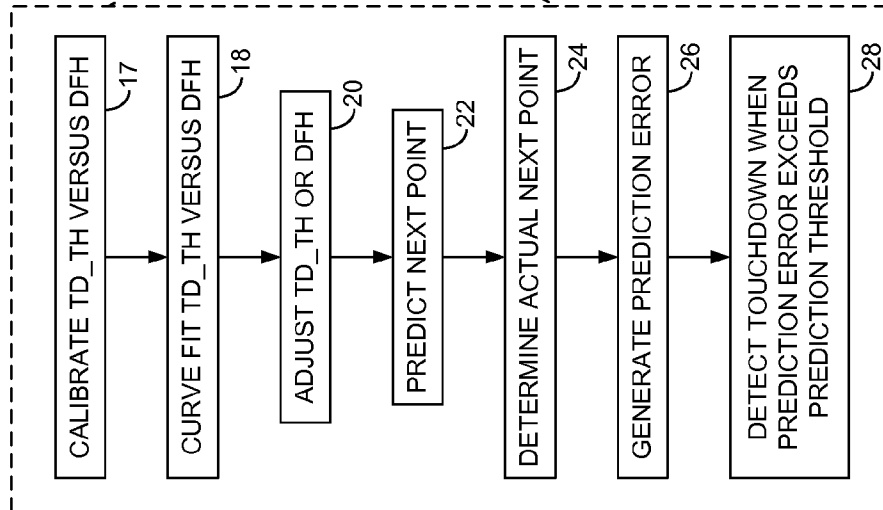 CALIBRATE TD_TH VERSUS DFH
17
CURVE FIT TD_TH VERSUS DFH
18
ADJUST TD_TH OR DFH
20
PREDICT NEXT POINT
22
DETERMINE ACTUAL NEXT POINT
24
GENERATE PREDICTION ERROR
26
DETECT TOUCHDOWN WHEN
PREDICTION ERROR EXCEEDS
PREDICTION THRESHOLD
28